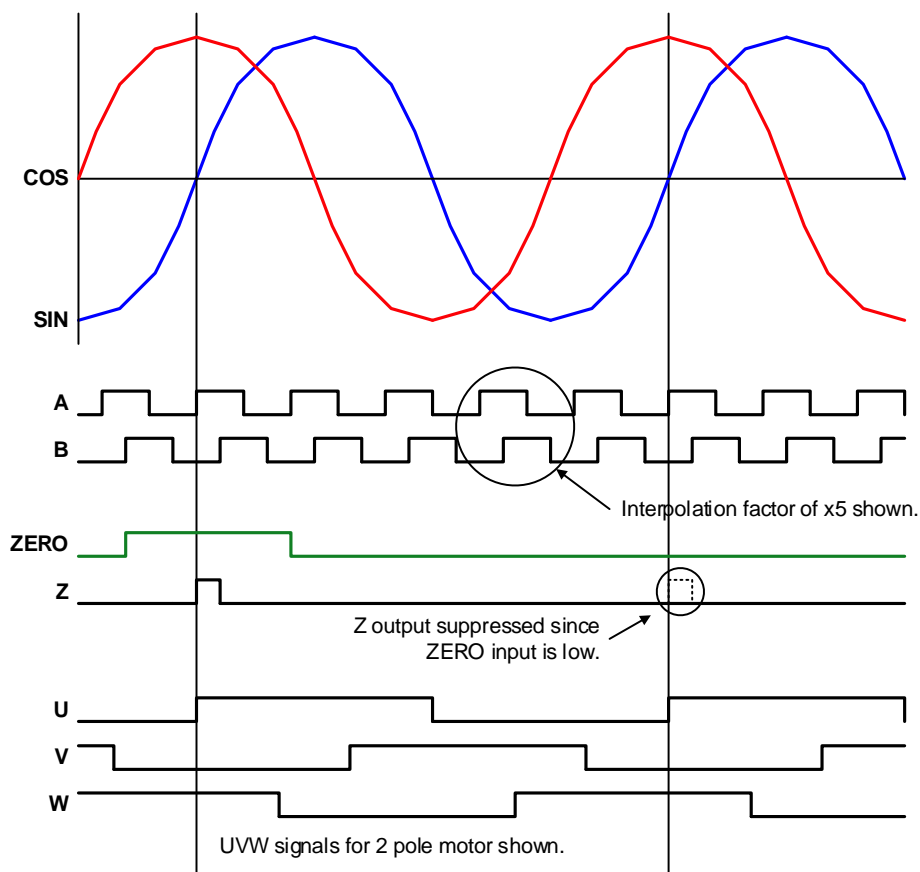 COS
SIN
A
B
Interpolation factor of x5 shown.
ZERO
Z
Z output suppressed since
ZERO input is low.
U
V
W
UVW signals for 2 pole motor shown.